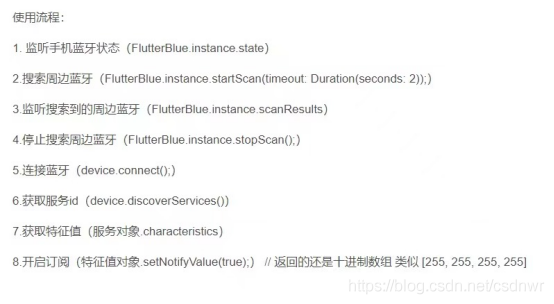 使用流程：
1. 监听手机蓝牙状态（FlutterBlue.instance.state）
2.搜索周边蓝牙（FlutterBlue.instance.startScan(timeout: Duration(seconds: 2));）
3.监听搜索到的周边蓝牙（FlutterBlue.instance.scanResults）
4.停止搜索周边蓝牙（FlutterBlue.instance.stopScan();）
5.连接蓝牙（device.connect();）
6.获取服务id（device.discoverServices()）
7.获取特征值（服务对象.characteristics）
8.开启订阅（特征值对象.setNotifyValue(true);） // 返回的还是十进制数组 类似 [255, 255, 255, 255]
https://blog.csdn.net/csdnwr